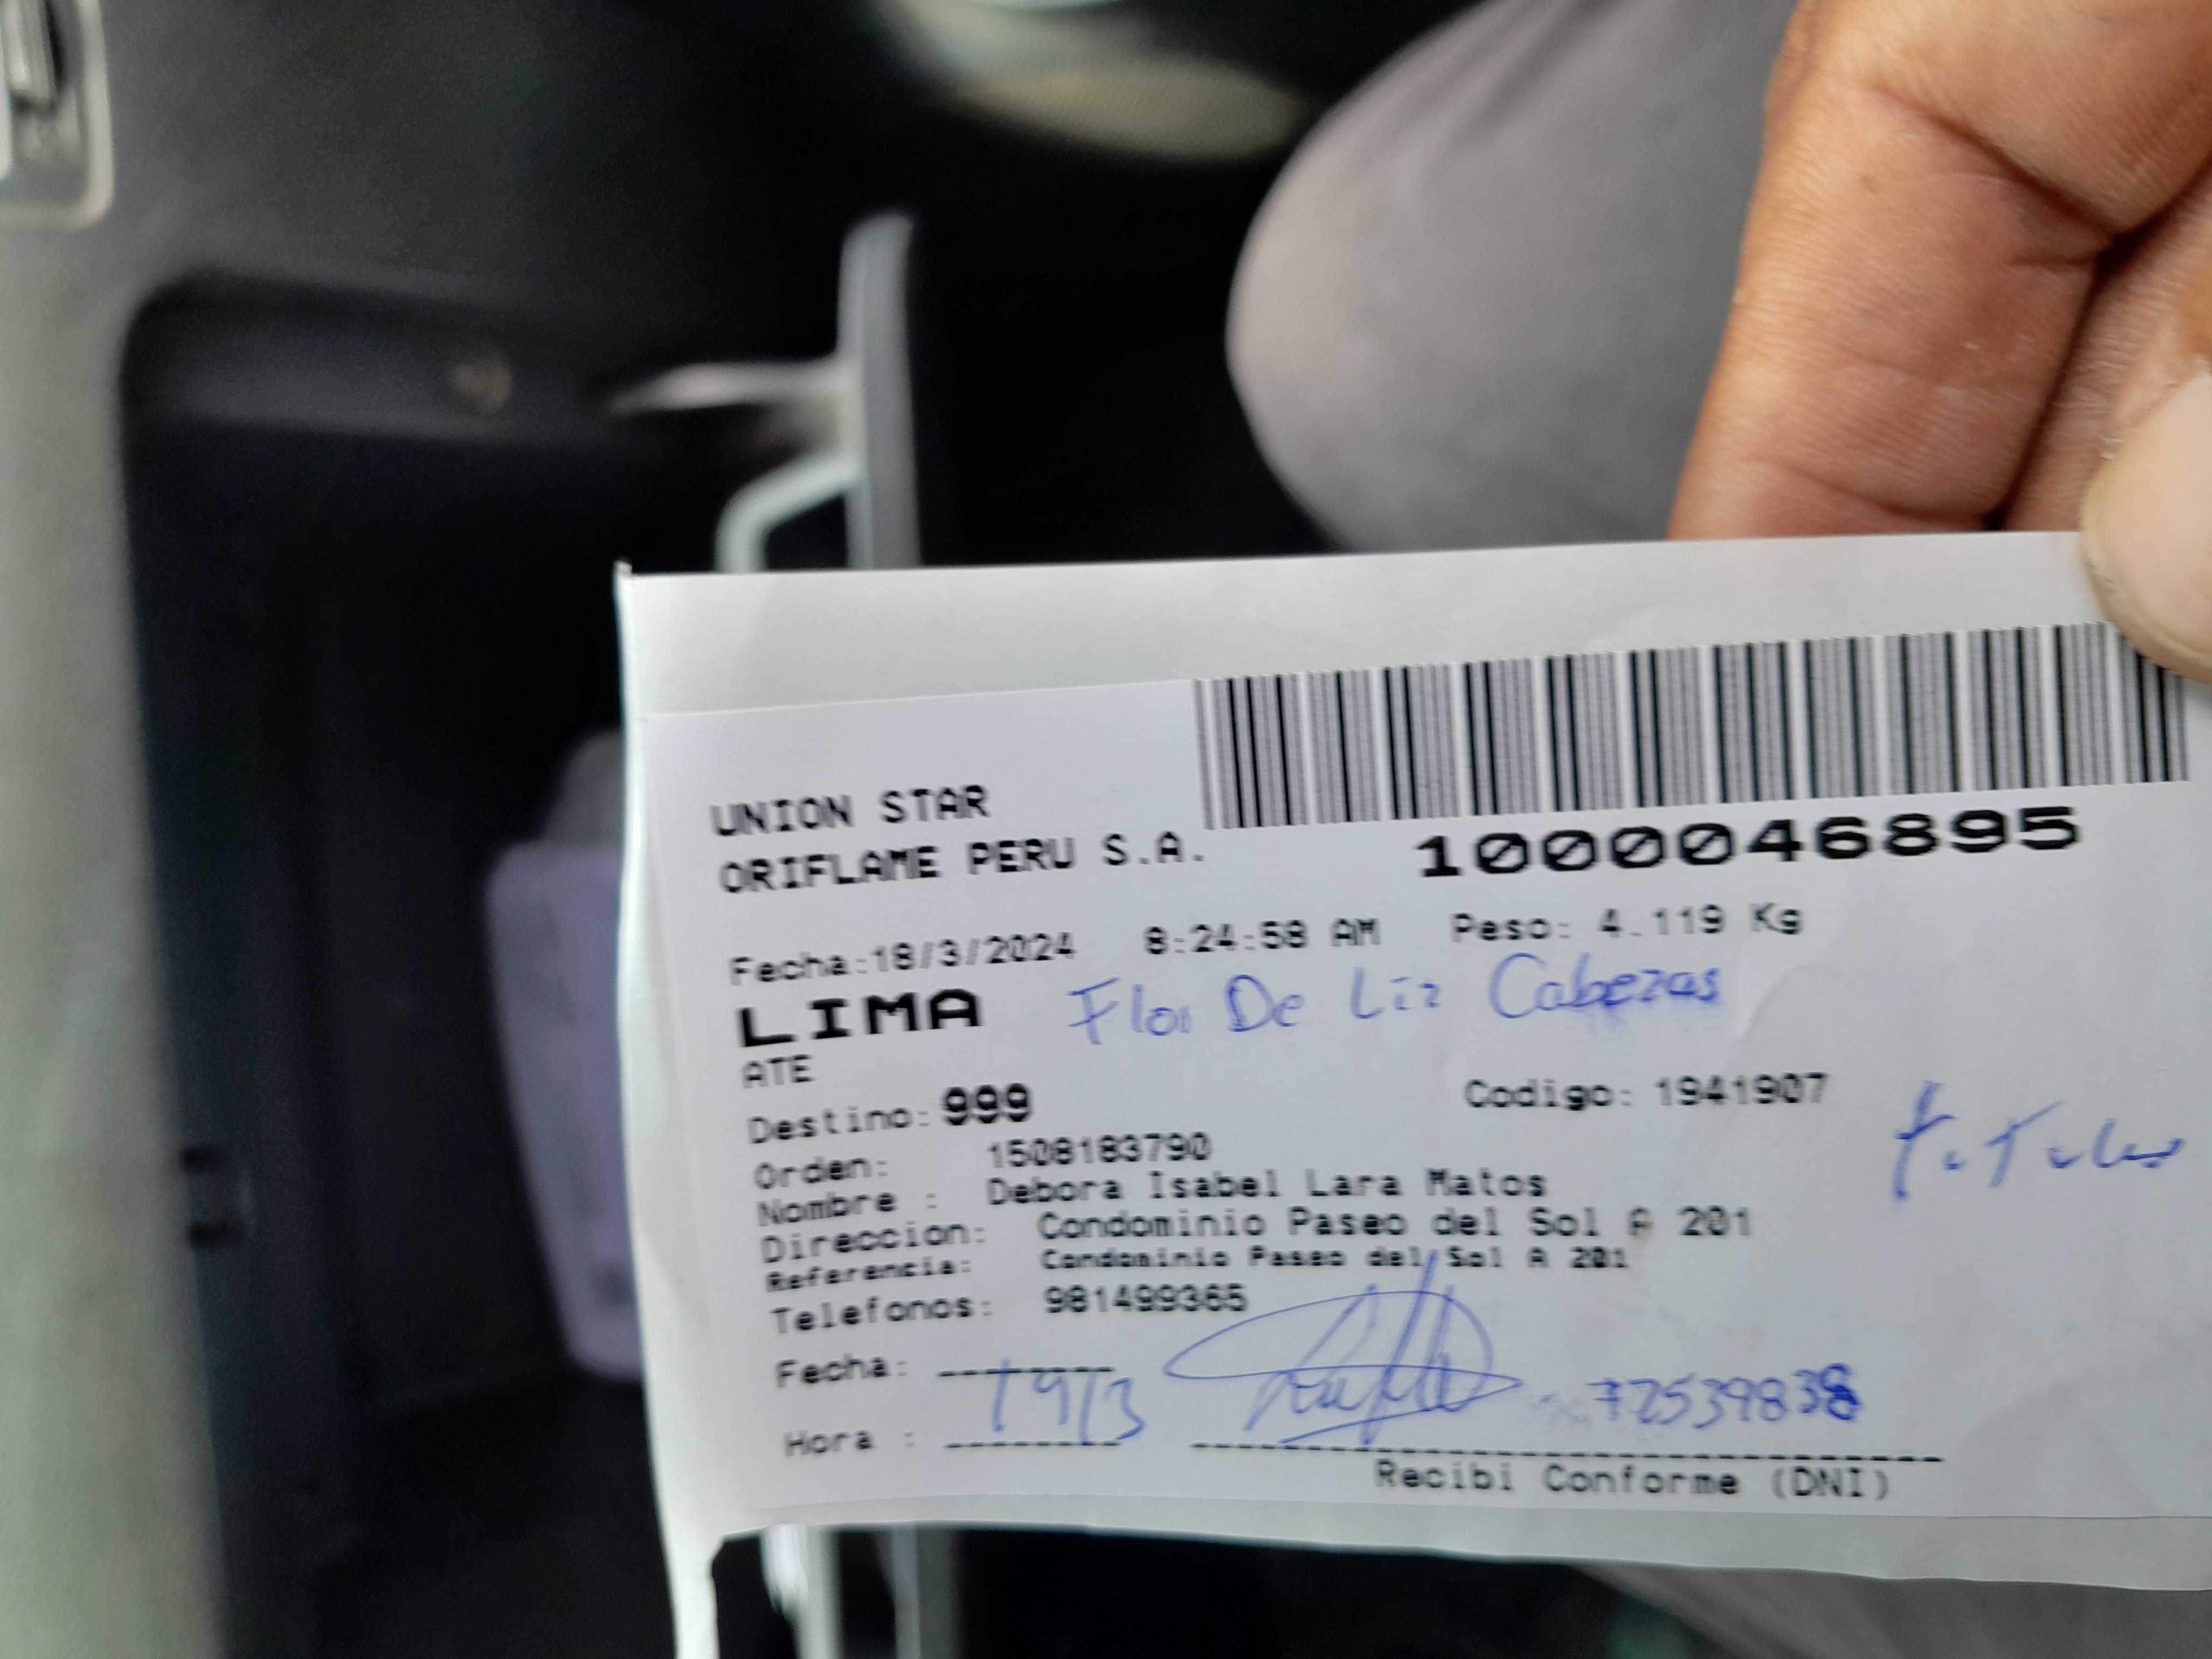 UNION STAR
ORIFLAME PERU S.A.
1000046895
Fecha:18/3/2024 8:24:58 AM Peso: 4.119 Kg
LIMA Flor De Liz Cabezas
ATE
Destino: 999 Codigo: 1941907
Orden: 1508183790
Nombre : Debora Isabel Lara Matos
Direccion: Condominio Paseo del Sol A 201
Referencia: Condominio Paseo del Sol A 201
Telefonos: 981499365
Fecha: 19/3
72539838
Hora :
Recibi Conforme (DNI)